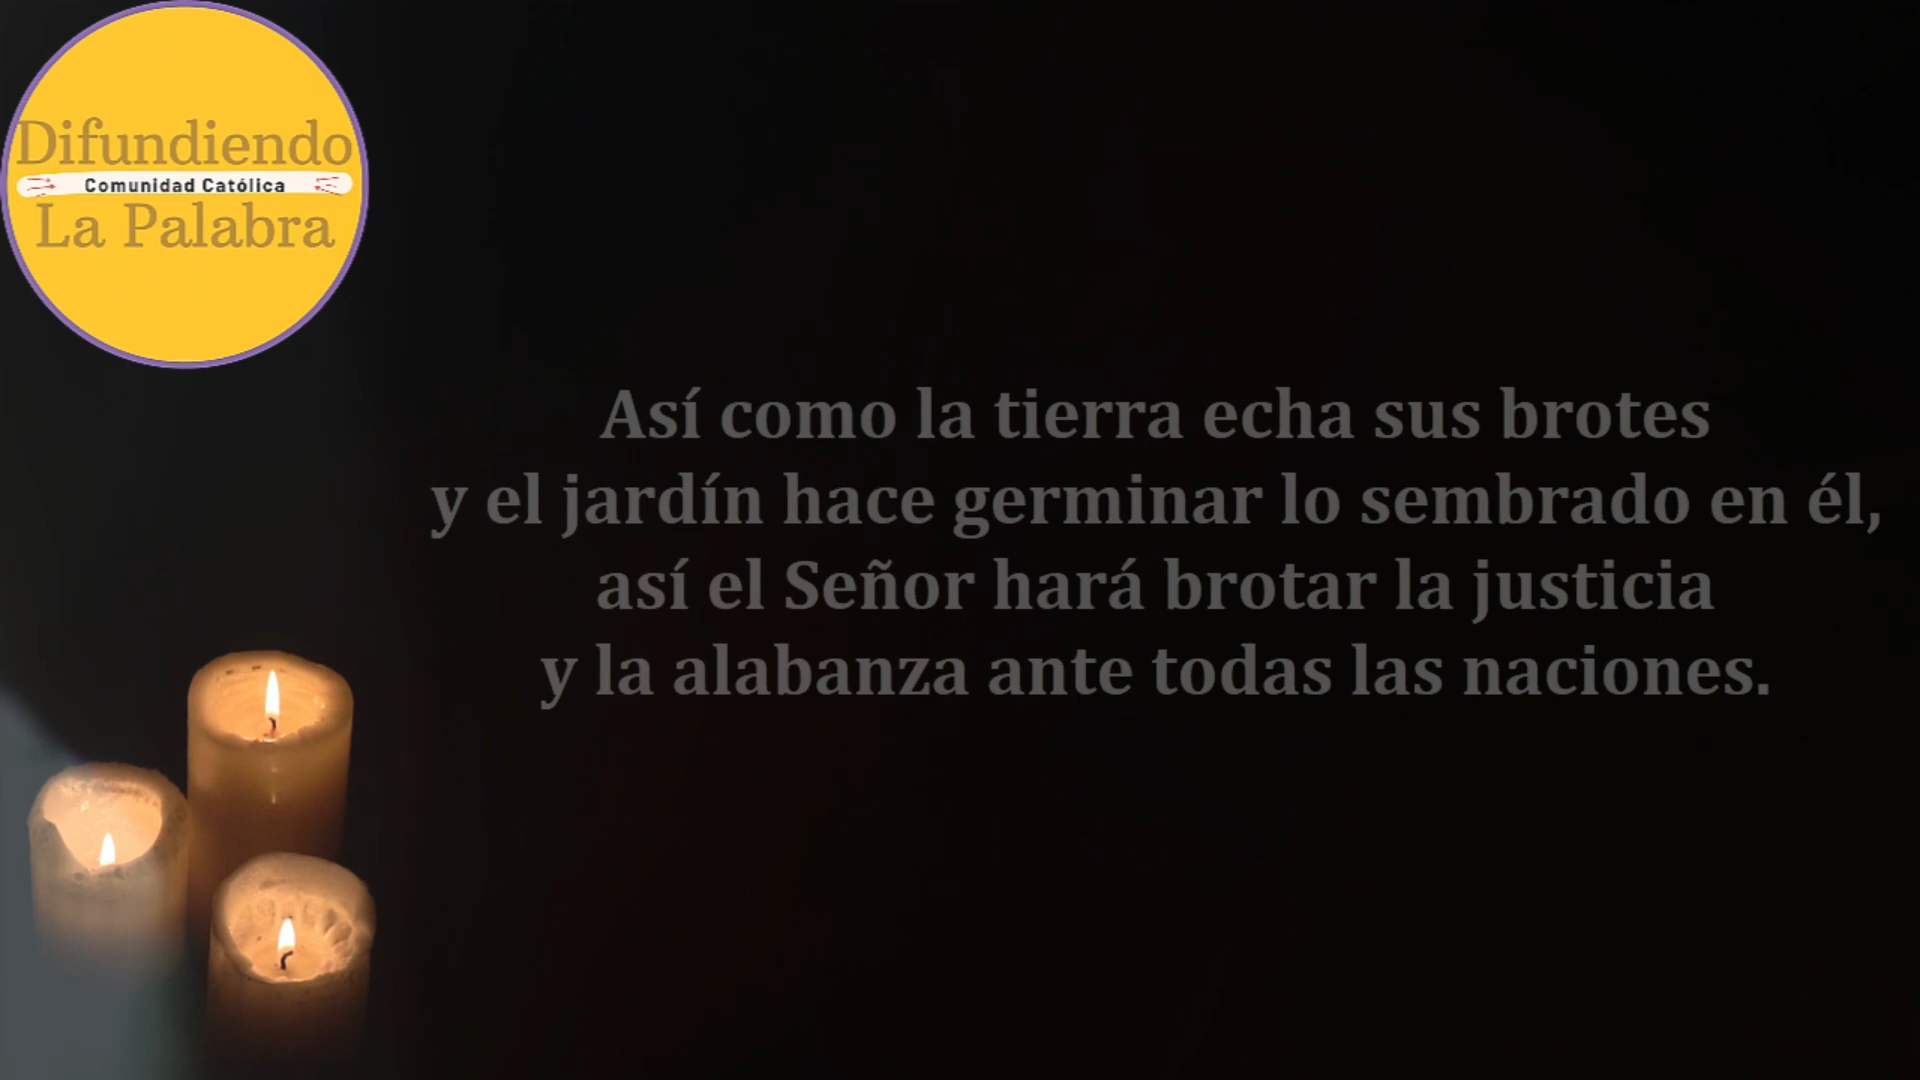 Difundiendo
Comunidad Católica
La Palabra
Así como la tierra echa sus brotes
y el jardín hace germinar lo sembrado en él,
así el Señor hará brotar la justicia
y la alabanza ante todas las naciones.